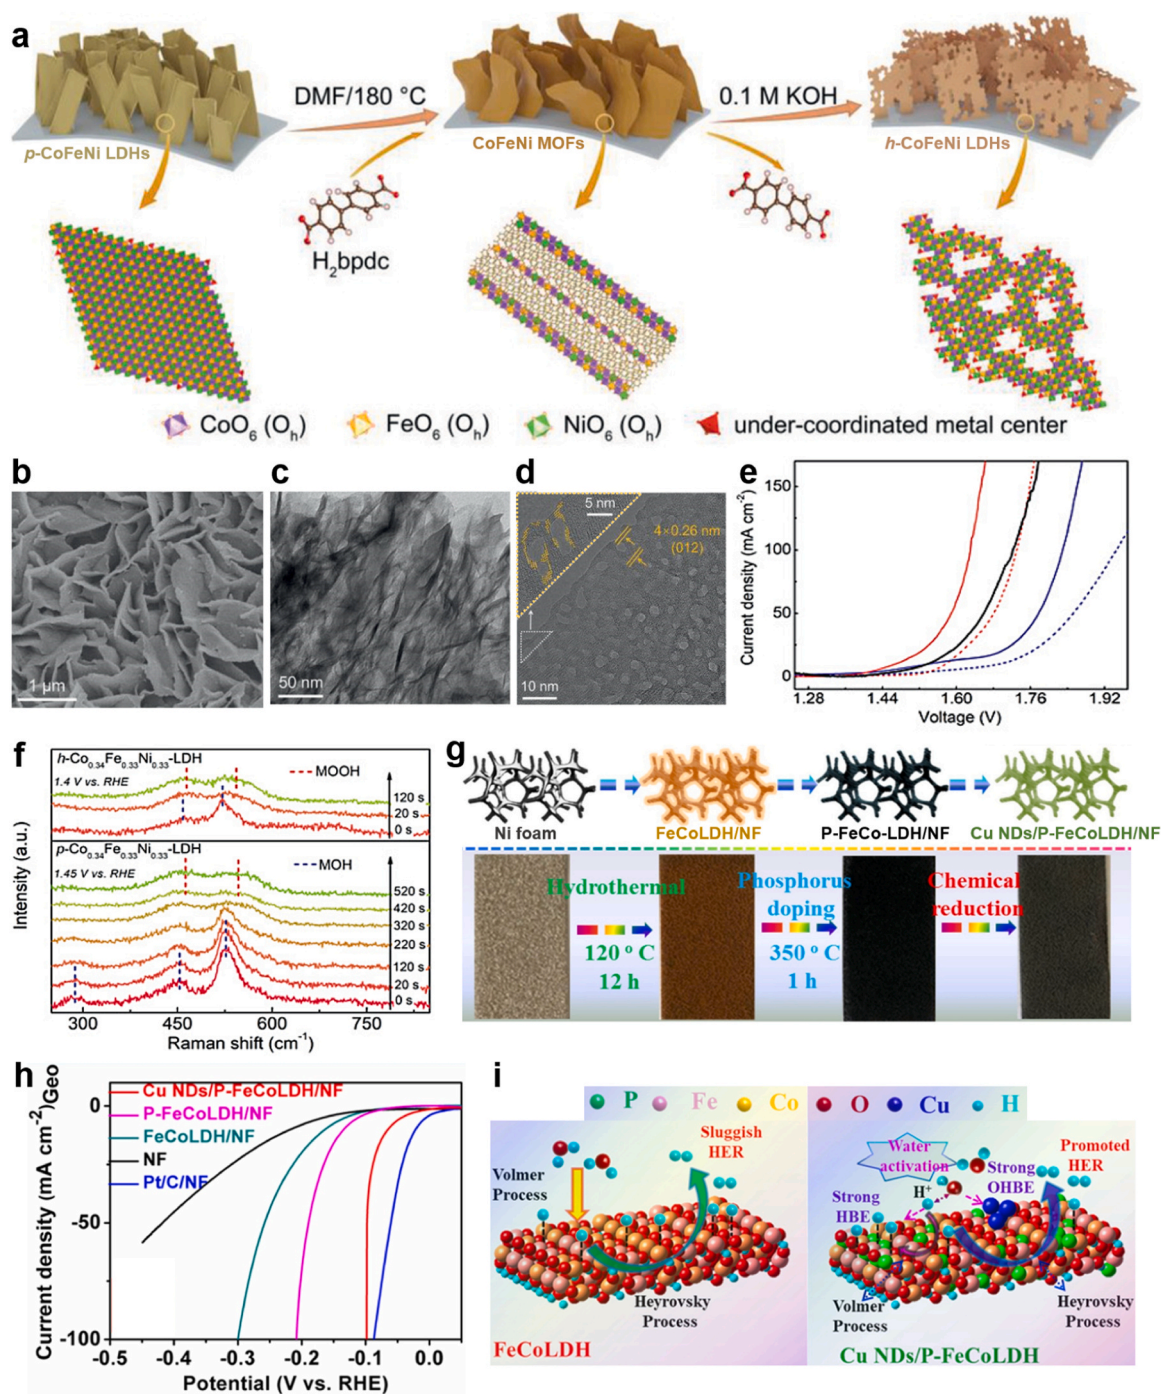 a
DMF/180 °C
0.1 M KOH
p-CoFeNi LDHs
CoFeNi MOFs
h-CoFeNi LDHs
H2bpdc
CoO6 (Oh)
FeO6 (Oh)
NiO6 (Oh)
under-coordinated metal center
b
1 μm
c
50 nm
d
5 nm
4×0.26 nm
(012)
10 nm
e
Current density (mA cm-2)
150
100
50
0
1.28
1.44
1.60
1.76
1.92
Voltage (V)
f
h-Co0.34Fe0.33Ni0.33-LDH
1.4 V vs. RHE
MOOH
120 s
20 s
0 s
p-Co0.34Fe0.33Ni0.33-LDH
1.45 V vs. RHE
MOH
520 s
420 s
320 s
220 s
120 s
20 s
0 s
Intensity (a.u.)
300
450
600
750
Raman shift (cm-1)
g
Ni foam
FeCoLDH/NF
P-FeCo-LDH/NF
Cu NDs/P-FeCoLDH/NF
Hydrothermal
120 o C
12 h
Phosphorus
doping
350 o C
1 h
Chemical
reduction
h
Current density (mA cm-2)Geo
0
-50
-100
Cu NDs/P-FeCoLDH/NF
P-FeCoLDH/NF
FeCoLDH/NF
NF
Pt/C/NF
-0.5
-0.4
-0.3
-0.2
-0.1
0.0
Potential (V vs. RHE)
i
P
Fe
Co
O
Cu
H
Volmer
Process
Sluggish
HER
Heyrovsky
Process
FeCoLDH
Water
activation
H+
Strong
OHBE
Promoted
HER
Strong
HBE
Volmer
Process
Heyrovsky
Process
Cu NDs/P-FeCoLDH